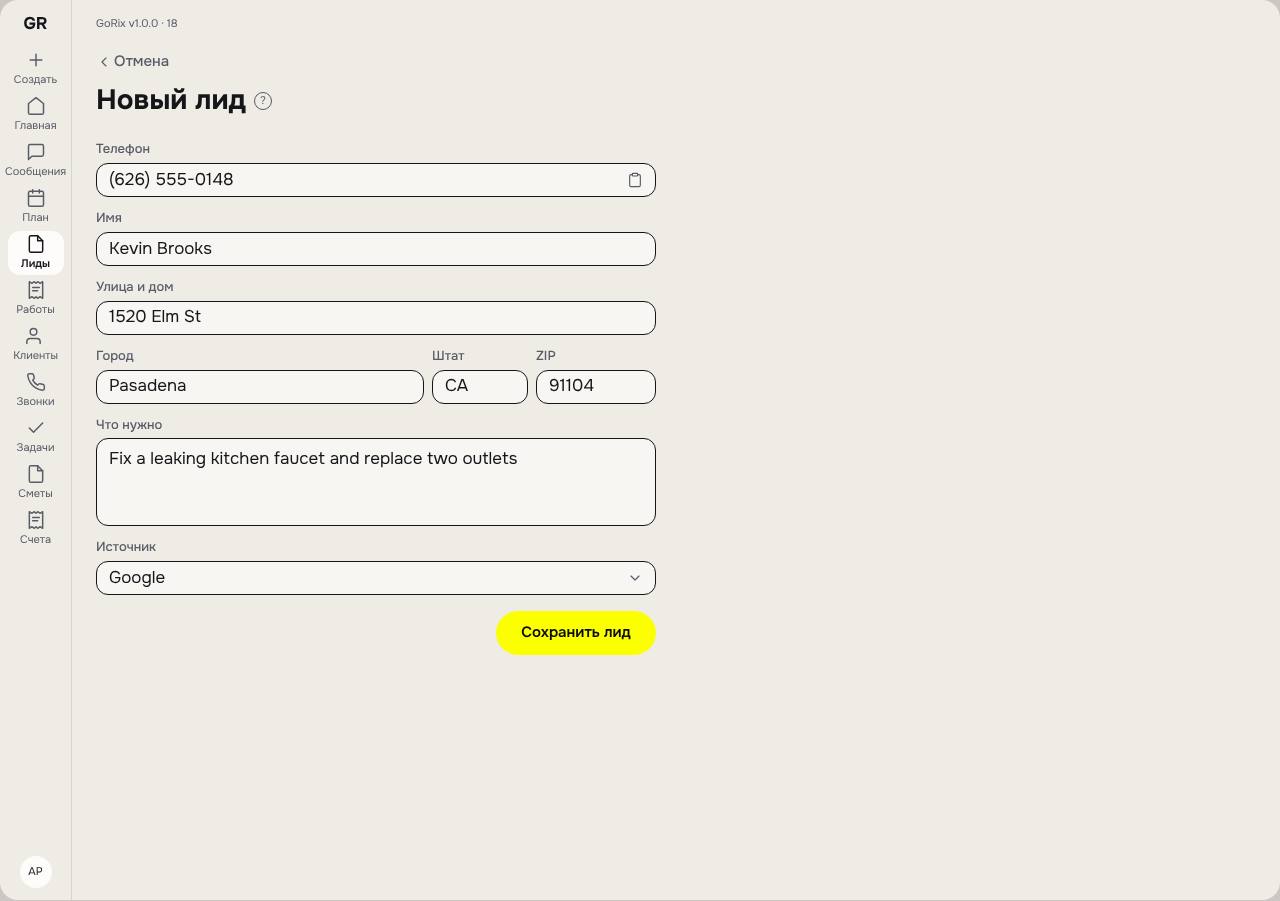 GR
Создать
Главная
Сообщения
План
Лиды
Работы
Клиенты
Звонки
Задачи
Сметы
Счета
AP
GoRix v1.0.0 · 18
Отмена
Новый лид ?
Телефон
(626) 555-0148
Имя
Kevin Brooks
Улица и дом
1520 Elm St
Город Штат ZIP
Pasadena CA 91104
Что нужно
Fix a leaking kitchen faucet and replace two outlets
Источник
Google
Сохранить лид